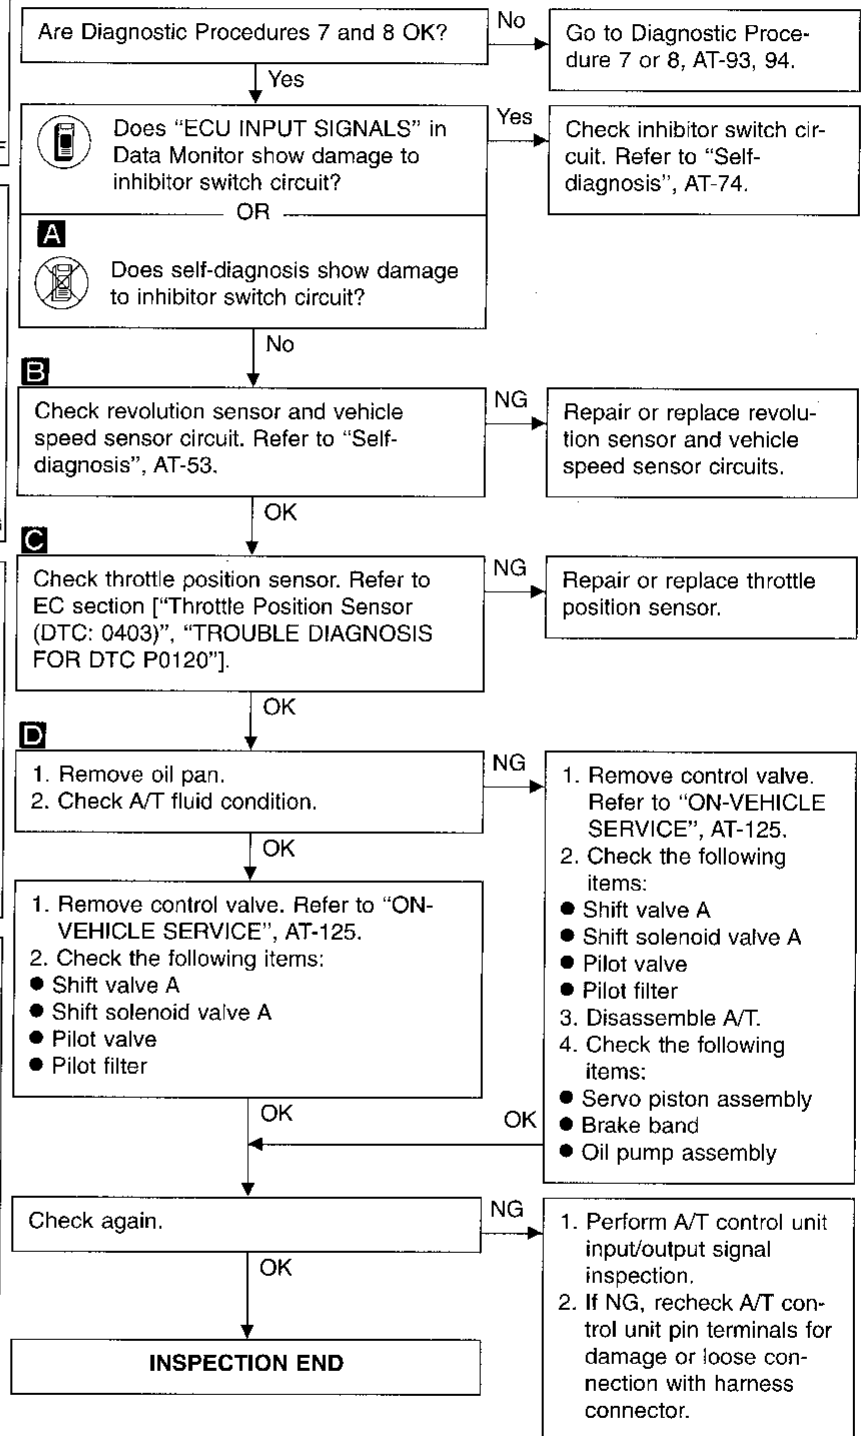 Are Diagnostic Procedures 7 and 8 OK?
No
Go to Diagnostic Proce-
dure 7 or 8, AT-93, 94.
Yes
Does “ECU INPUT SIGNALS” in
Data Monitor show damage to
inhibitor switch circuit?
Yes
Check inhibitor switch cir-
cuit. Refer to “Self-
diagnosis”, AT-74.
OR
A
Does self-diagnosis show damage
to inhibitor switch circuit?
No
B
Check revolution sensor and vehicle
speed sensor circuit. Refer to “Self-
diagnosis”, AT-53.
NG
Repair or replace revolu-
tion sensor and vehicle
speed sensor circuits.
OK
C
Check throttle position sensor. Refer to
EC section [“Throttle Position Sensor
(DTC: 0403)”, “TROUBLE DIAGNOSIS
FOR DTC P0120”].
NG
Repair or replace throttle
position sensor.
OK
D
1. Remove oil pan.
2. Check A/T fluid condition.
NG
1. Remove control valve.
Refer to “ON-VEHICLE
SERVICE”, AT-125.
2. Check the following
items:
● Shift valve A
● Shift solenoid valve A
● Pilot valve
● Pilot filter
3. Disassemble A/T.
4. Check the following
items:
● Servo piston assembly
● Brake band
● Oil pump assembly
OK
1. Remove control valve. Refer to “ON-
VEHICLE SERVICE”, AT-125.
2. Check the following items:
● Shift valve A
● Shift solenoid valve A
● Pilot valve
● Pilot filter
OK
OK
Check again.
NG
1. Perform A/T control unit
input/output signal
inspection.
2. If NG, recheck A/T con-
trol unit pin terminals for
damage or loose con-
nection with harness
connector.
OK
INSPECTION END